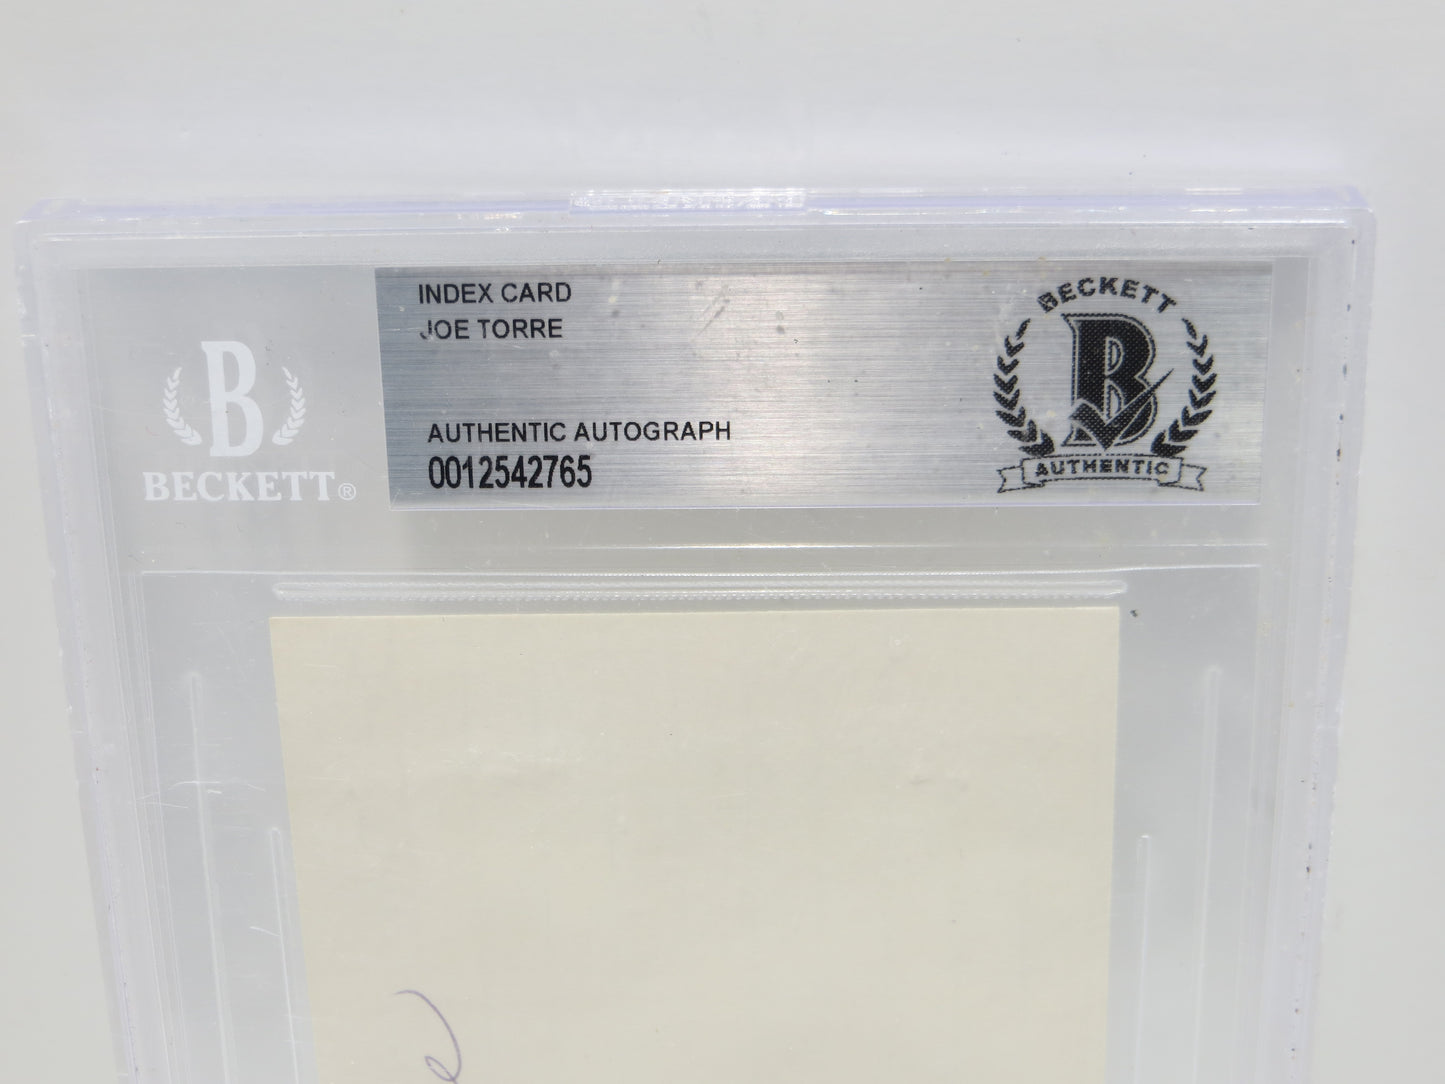 INDEX CARD
JOE TORRE
AUTHENTIC AUTOGRAPH
0012542765
BECKETT
B
AUTHENTIC
B
BECKETT®